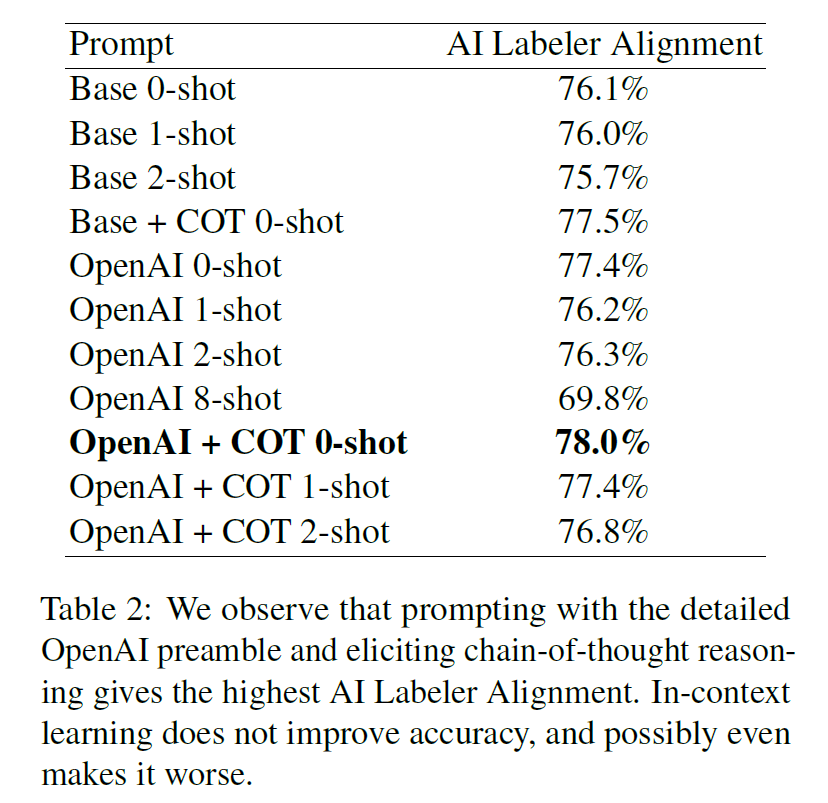 Prompt AI Labeler Alignment
Base 0-shot 76.1%
Base 1-shot 76.0%
Base 2-shot 75.7%
Base + COT 0-shot 77.5%
OpenAI 0-shot 77.4%
OpenAI 1-shot 76.2%
OpenAI 2-shot 76.3%
OpenAI 8-shot 69.8%
OpenAI + COT 0-shot 78.0%
OpenAI + COT 1-shot 77.4%
OpenAI + COT 2-shot 76.8%
Table 2: We observe that prompting with the detailed
OpenAI preamble and eliciting chain-of-thought reason-
ing gives the highest AI Labeler Alignment. In-context
learning does not improve accuracy, and possibly even
makes it worse.